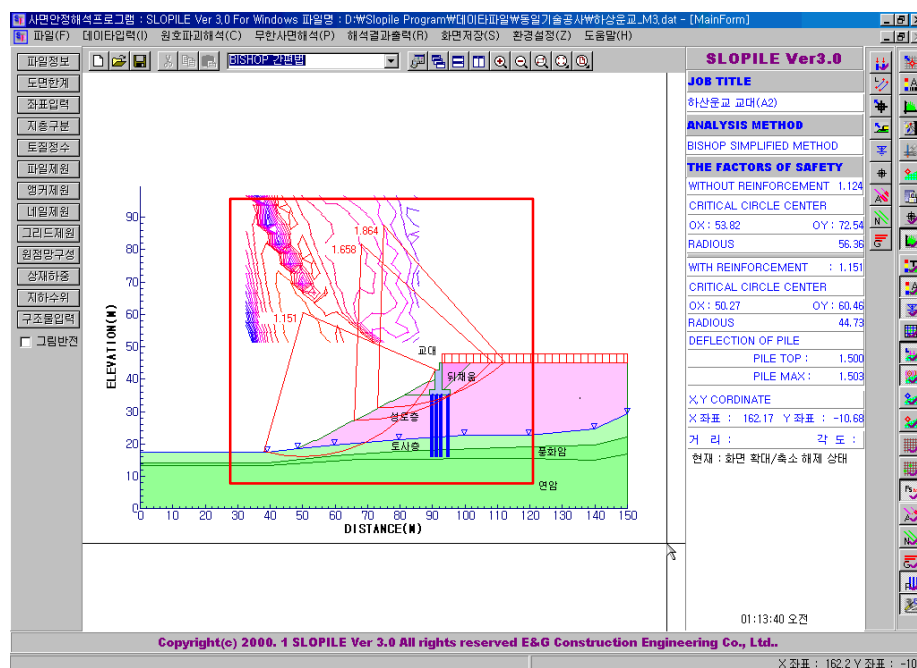 사면안정해석프로그램 : SLOPILE Ver 3,0 For Windows 파일명 : D:₩Slopile Program₩데이타파일₩동일기술공사₩하상운교_M3.dat - [MainForm]
파일(F) 데이타입력(I) 원호파괴해석(C) 무한사면해석(P) 해석결과출력(R) 화면저장(S) 환경설정(Z) 도움말(H)
파일정보
도면한계
좌표입력
지층구분
토질정수
파일제원
앵커제원
네일제원
그리드제원
원점망구성
상재하중
지하수위
구조물입력
그림반전
BISHOP 간편법
ELEVATION(M)
90
80
70
60
50
40
30
20
10
0
1.864
1.658
1.151
교대
뒤채움
성토층
토사층
풍화암
연암
0 10 20 30 40 50 60 70 80 90 100 110 120 130 140 150
DISTANCE(M)
SLOPILE Ver3.0
JOB TITLE
하산운교 교대(A2)
ANALYSIS METHOD
BISHOP SIMPLIFIED METHOD
THE FACTORS OF SAFETY
WITHOUT REINFORCEMENT 1.124
CRITICAL CIRCLE CENTER
OX : 53.82 OY : 72.54
RADIOUS 56.36
WITH REINFORCEMENT : 1.151
CRITICAL CIRCLE CENTER
OX : 50.27 OY : 60.46
RADIOUS 44.73
DEFLECTION OF PILE
PILE TOP : 1.500
PILE MAX : 1.503
X,Y CORDINATE
X 좌표 : 162.17 Y 좌표 : -10.68
거 리 : 각 도 :
현재 : 화면 확대/축소 해제 상태
01:13:40 오전
Copyright(c) 2000. 1 SLOPILE Ver 3.0 All rights reserved E&G Construction Engineering Co., Ltd..
X 좌표 : 162.2 Y 좌표 : -10